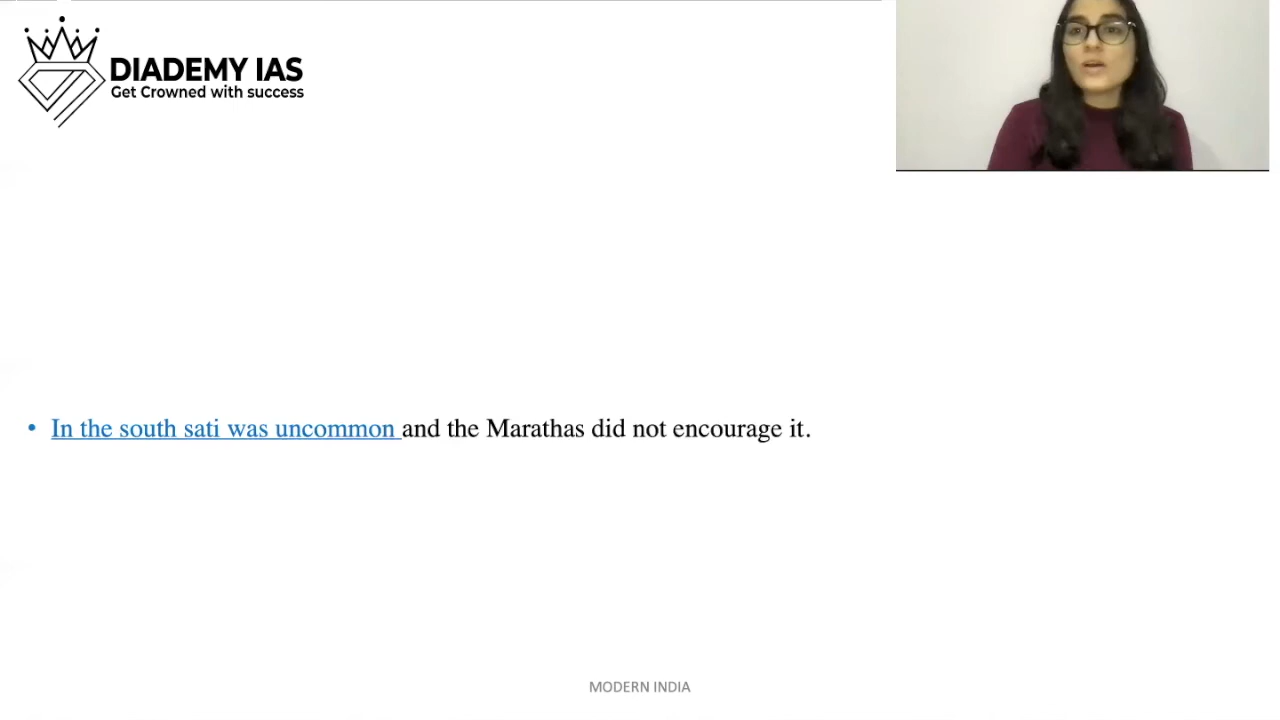 DIADEMY IAS
Get Crowned with success
• In the south sati was uncommon and the Marathas did not encourage it.
MODERN INDIA